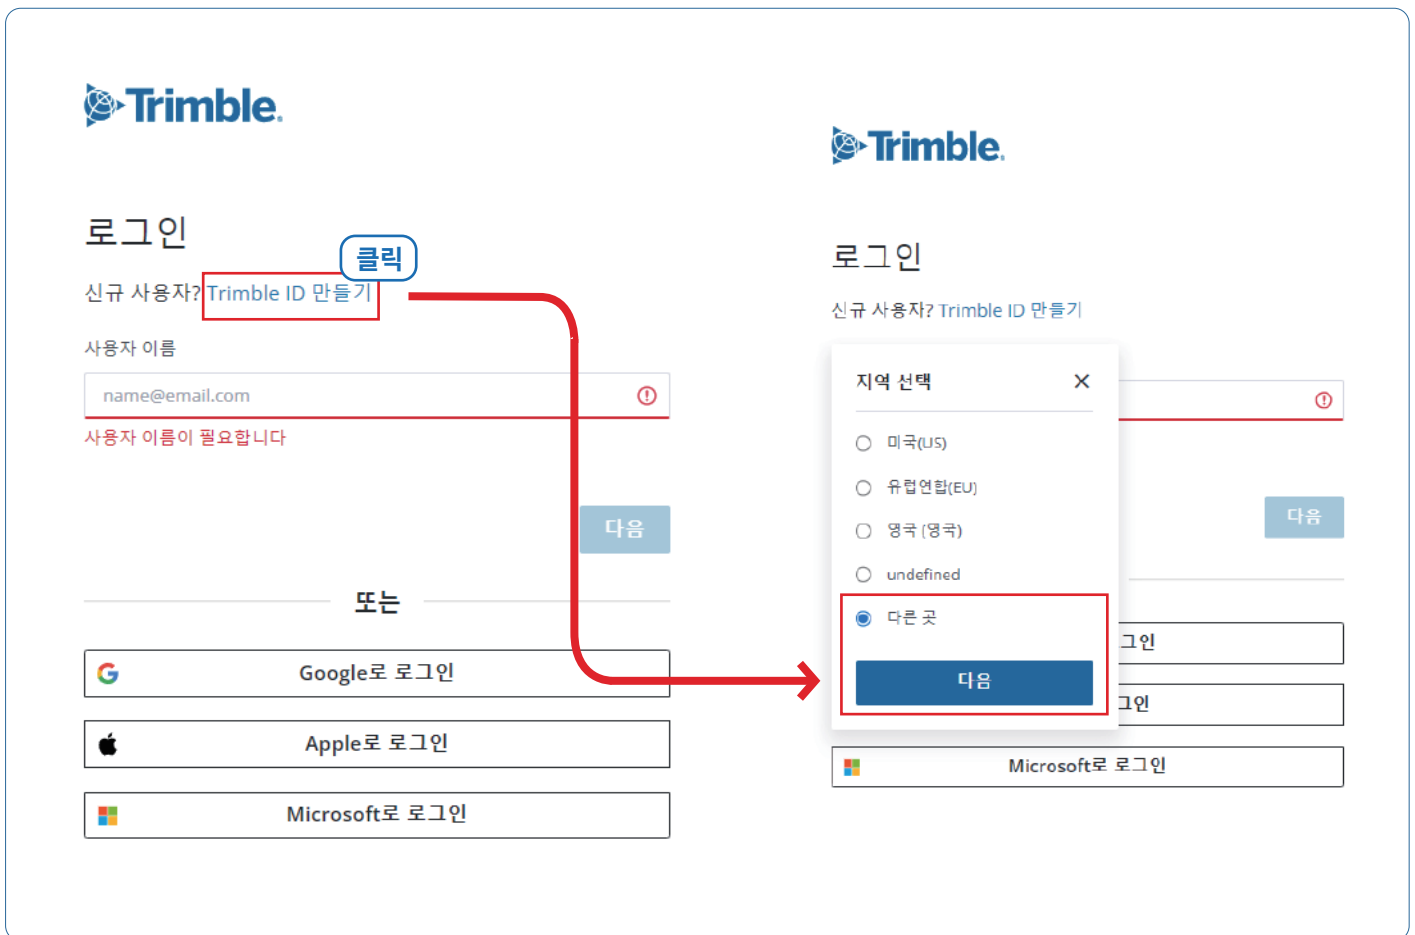 Trimble.
로그인
클릭
신규 사용자? Trimble ID 만들기
사용자 이름
name@email.com
사용자 이름이 필요합니다
다음
또는
Google로 로그인
Apple로 로그인
Microsoft로 로그인
Trimble.
로그인
신규 사용자? Trimble ID 만들기
지역 선택
미국(US)
유럽연합(EU)
영국 (영국)
undefined
다른 곳
다음
다음
그인
그인
Microsoft로 로그인